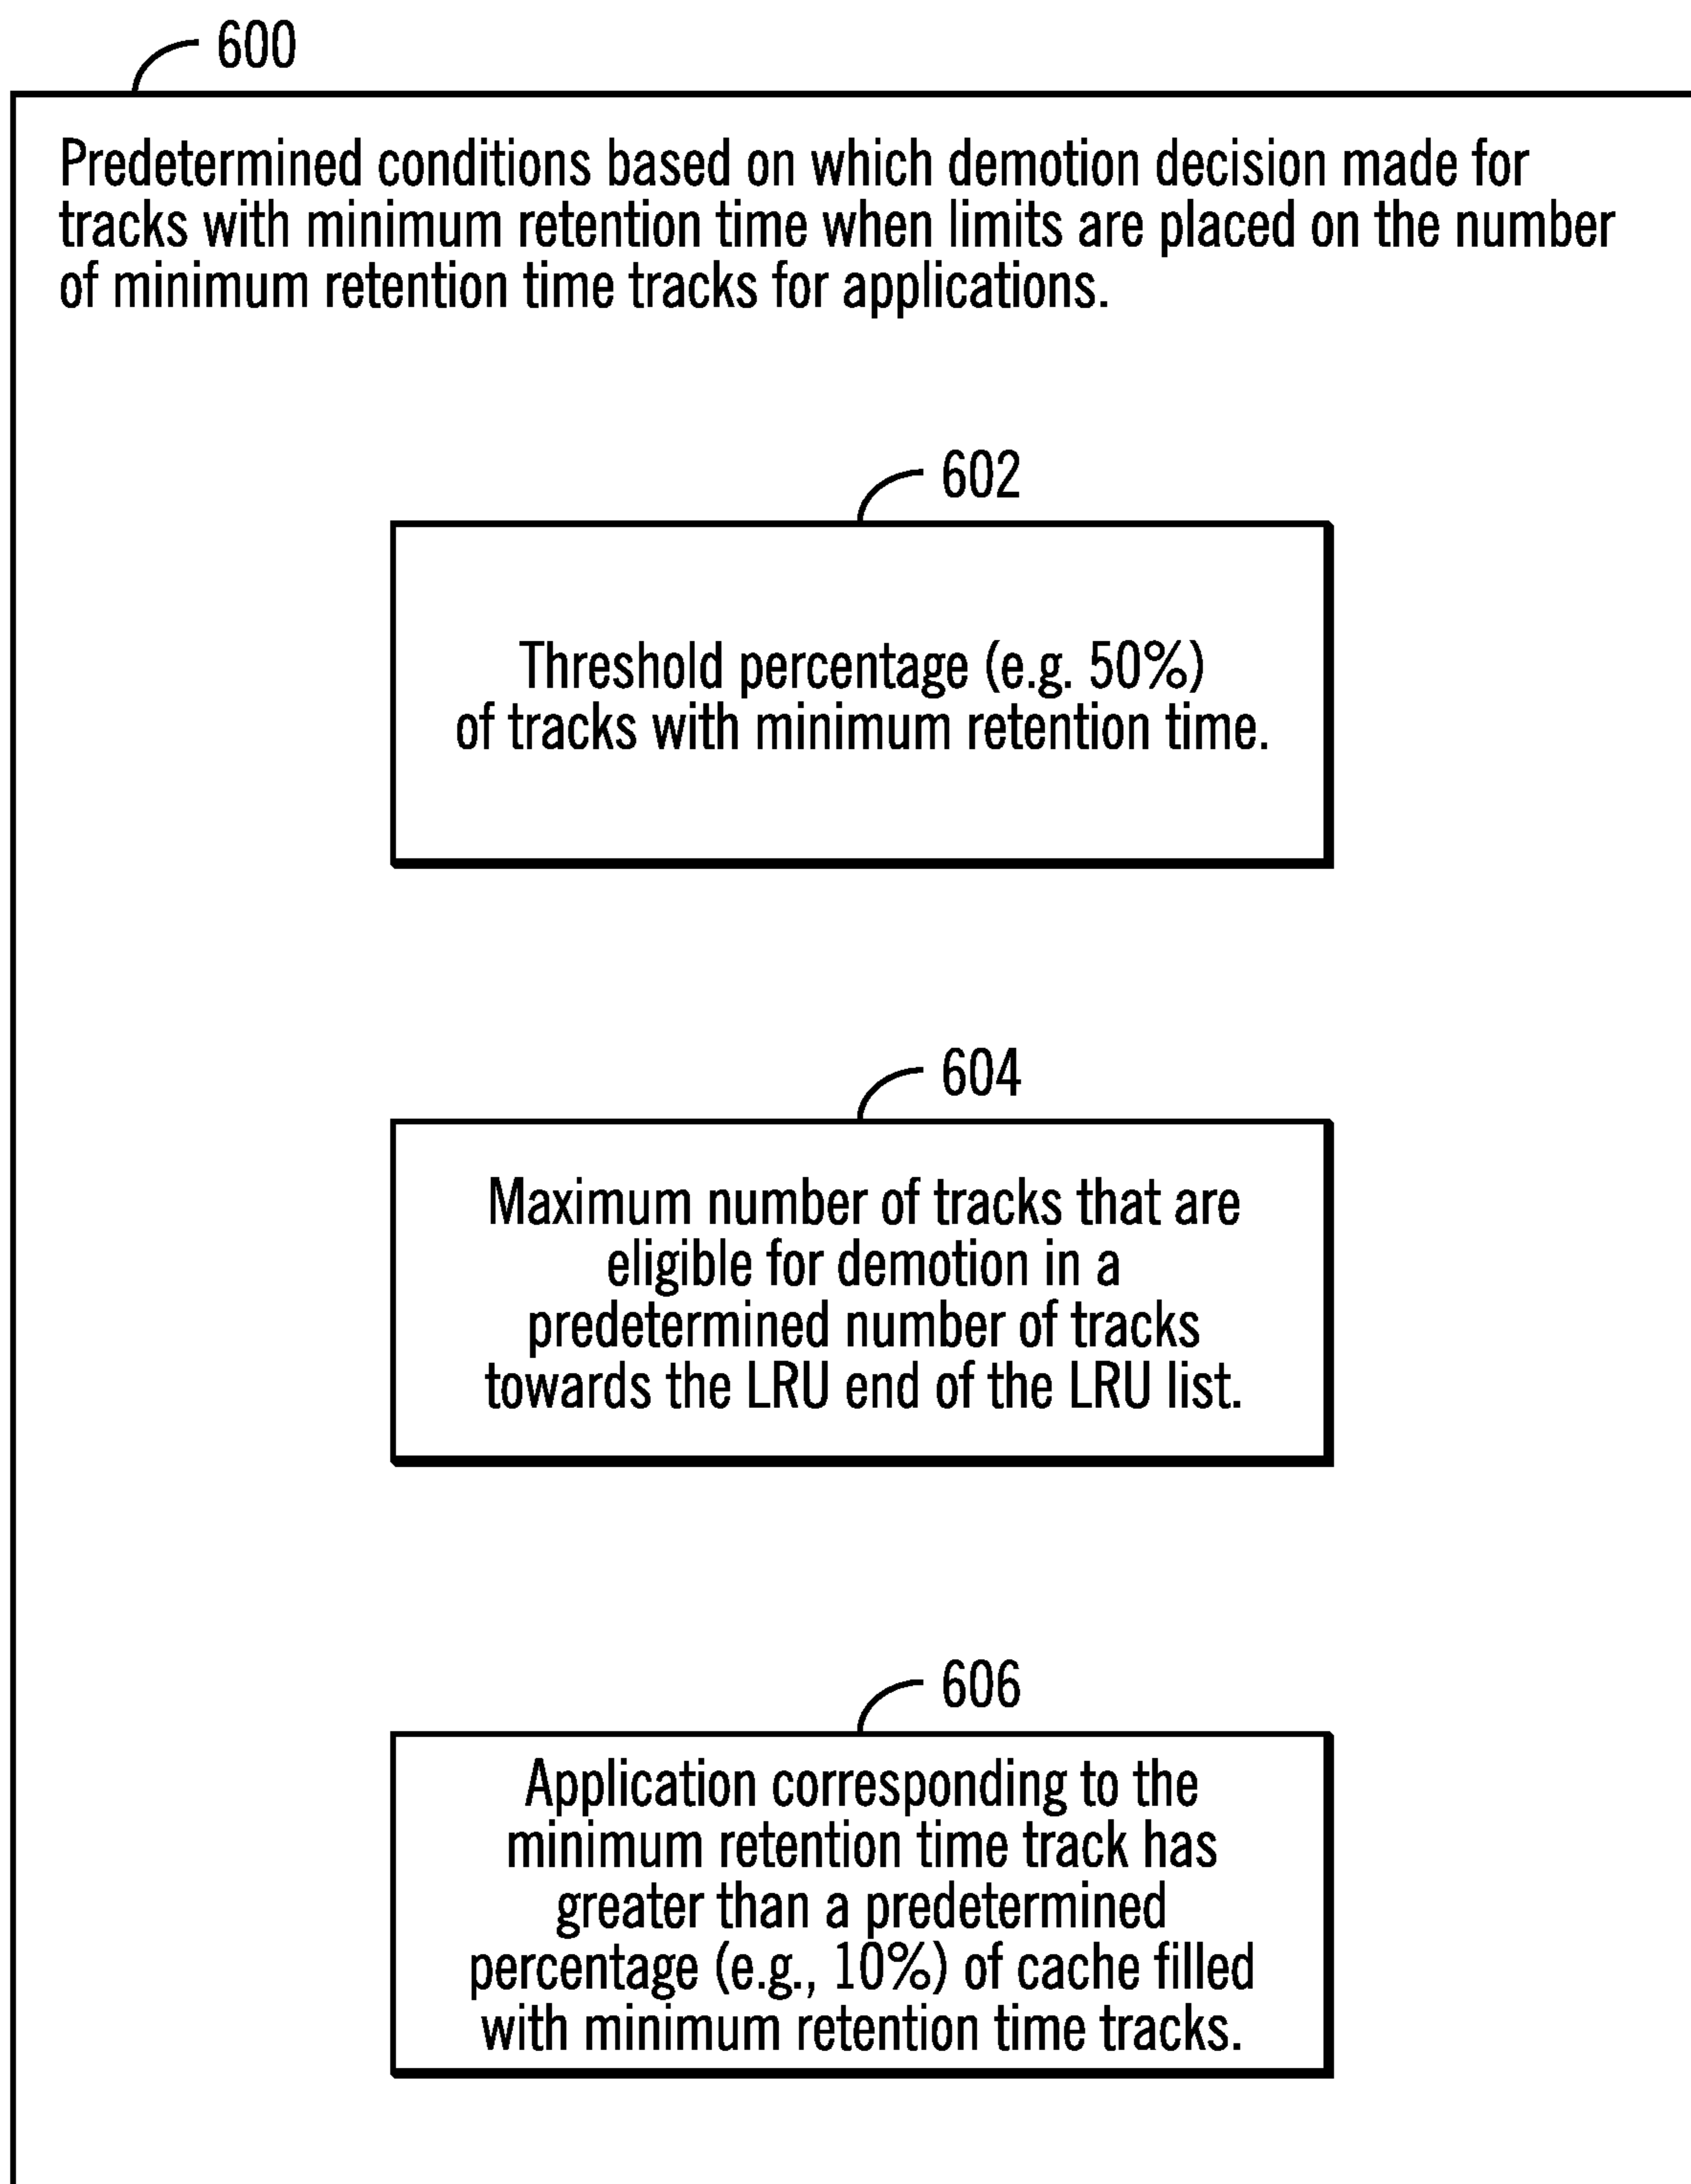 600
Predetermined conditions based on which demotion decision made for
tracks with minimum retention time when limits are placed on the number
of minimum retention time tracks for applications.
602
Threshold percentage (e.g. 50%)
of tracks with minimum retention time.
604
Maximum number of tracks that are
eligible for demotion in a
predetermined number of tracks
towards the LRU end of the LRU list.
606
Application corresponding to the
minimum retention time track has
greater than a predetermined
percentage (e.g., 10%) of cache filled
with minimum retention time tracks.